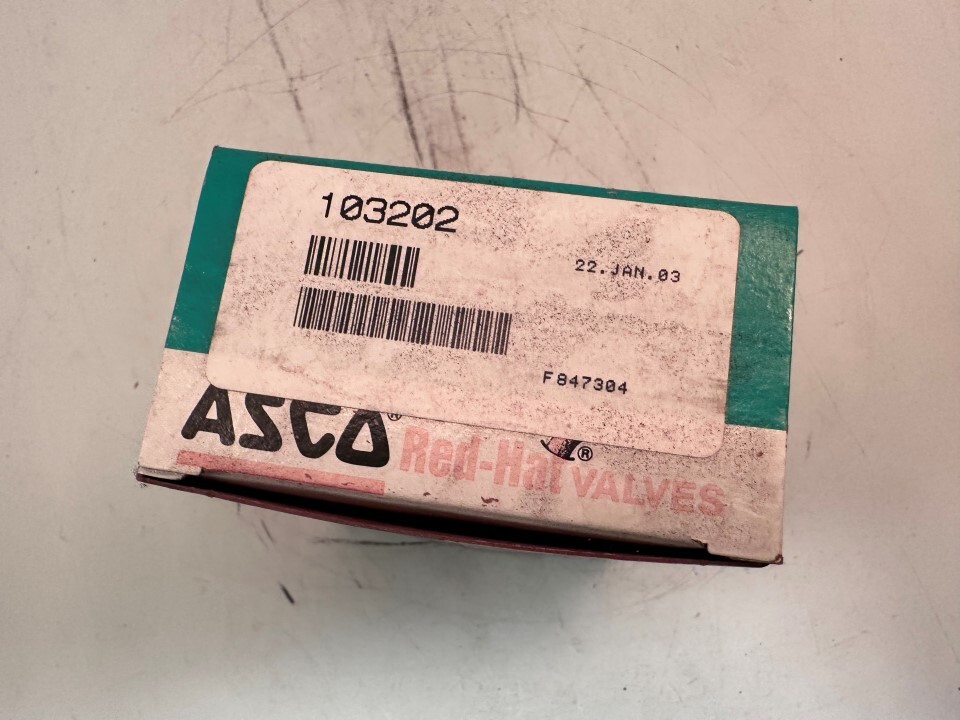 103202
22.JAN.03
F847304
ASCO®
Red-Hat ® VALVES